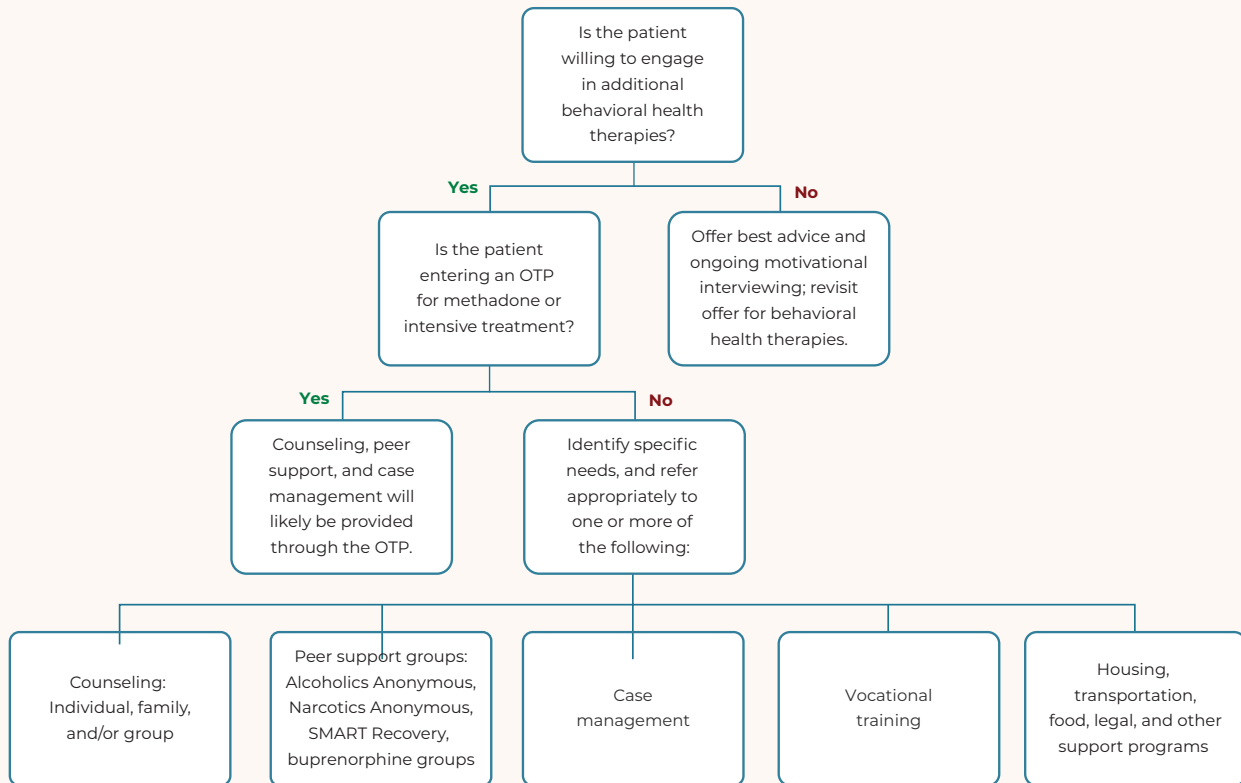 Is the patient
willing to engage
in additional
behavioral health
therapies?
Yes
No
Is the patient
entering an OTP
for methadone or
intensive treatment?
Offer best advice and
ongoing motivational
interviewing; revisit
offer for behavioral
health therapies.
Yes
No
Counseling, peer
support, and case
management will
likely be provided
through the OTP.
Identify specific
needs, and refer
appropriately to
one or more of
the following:
Counseling:
Individual, family,
and/or group
Peer support groups:
Alcoholics Anonymous,
Narcotics Anonymous,
SMART Recovery,
buprenorphine groups
Case
management
Vocational
training
Housing,
transportation,
food, legal, and other
support programs